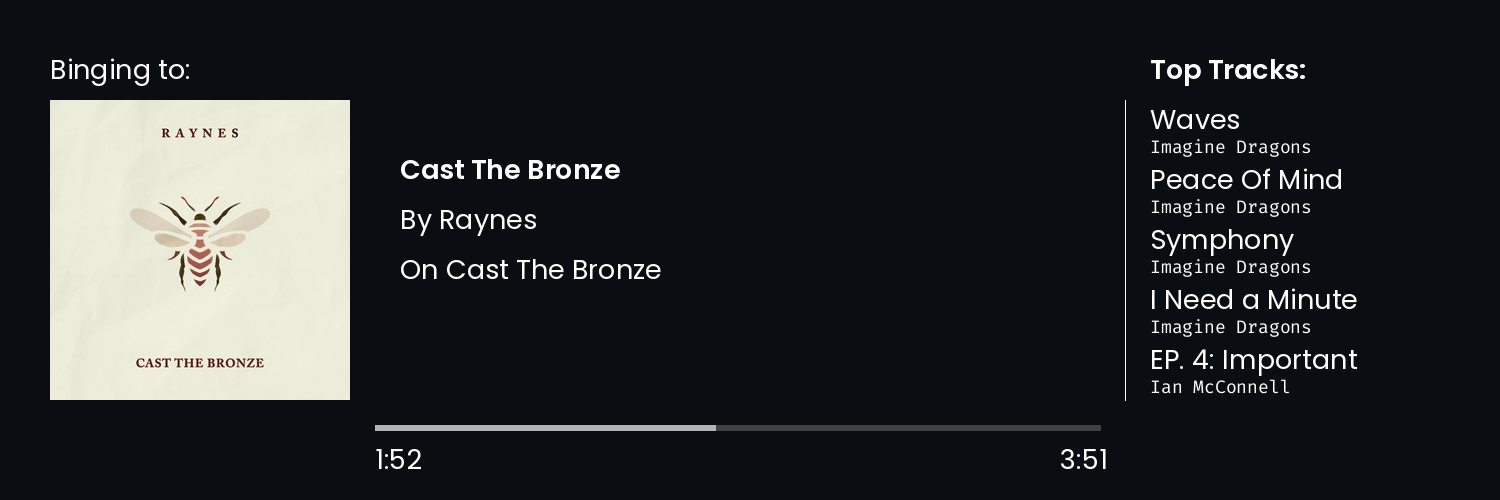 Binging to:
RAYNES
CAST THE BRONZE
Cast The Bronze
By Raynes
On Cast The Bronze
1:52
3:51
Top Tracks:
Waves
Imagine Dragons
Peace Of Mind
Imagine Dragons
Symphony
Imagine Dragons
I Need a Minute
Imagine Dragons
EP. 4: Important
Ian McConnell